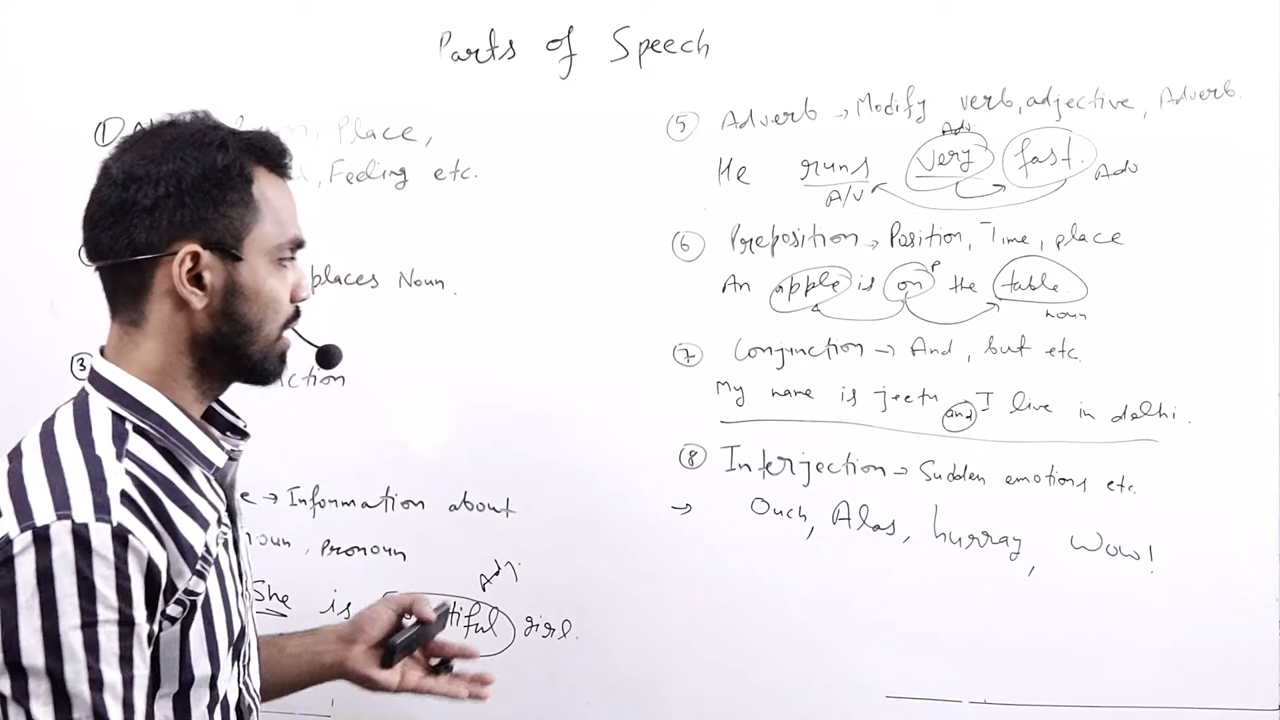 Parts of Speech
① Place,
, Feeling etc.
places Noun.
③ ction
e → Information about
noun, Pronoun
Adj.
She is tiful girl.
⑤ Adverb → Modify verb, adjective, Adverb.
Adv
He runs very fast. Adv
A/V
⑥ Preposition → Position, Time, place
P
An apple is on the table.
noun
⑦ Conjunction → And, but etc.
My name is jeetu and I live in delhi.
⑧ Interjection → Sudden emotions etc.
→ Ouch, Alas, hurray, Wow!